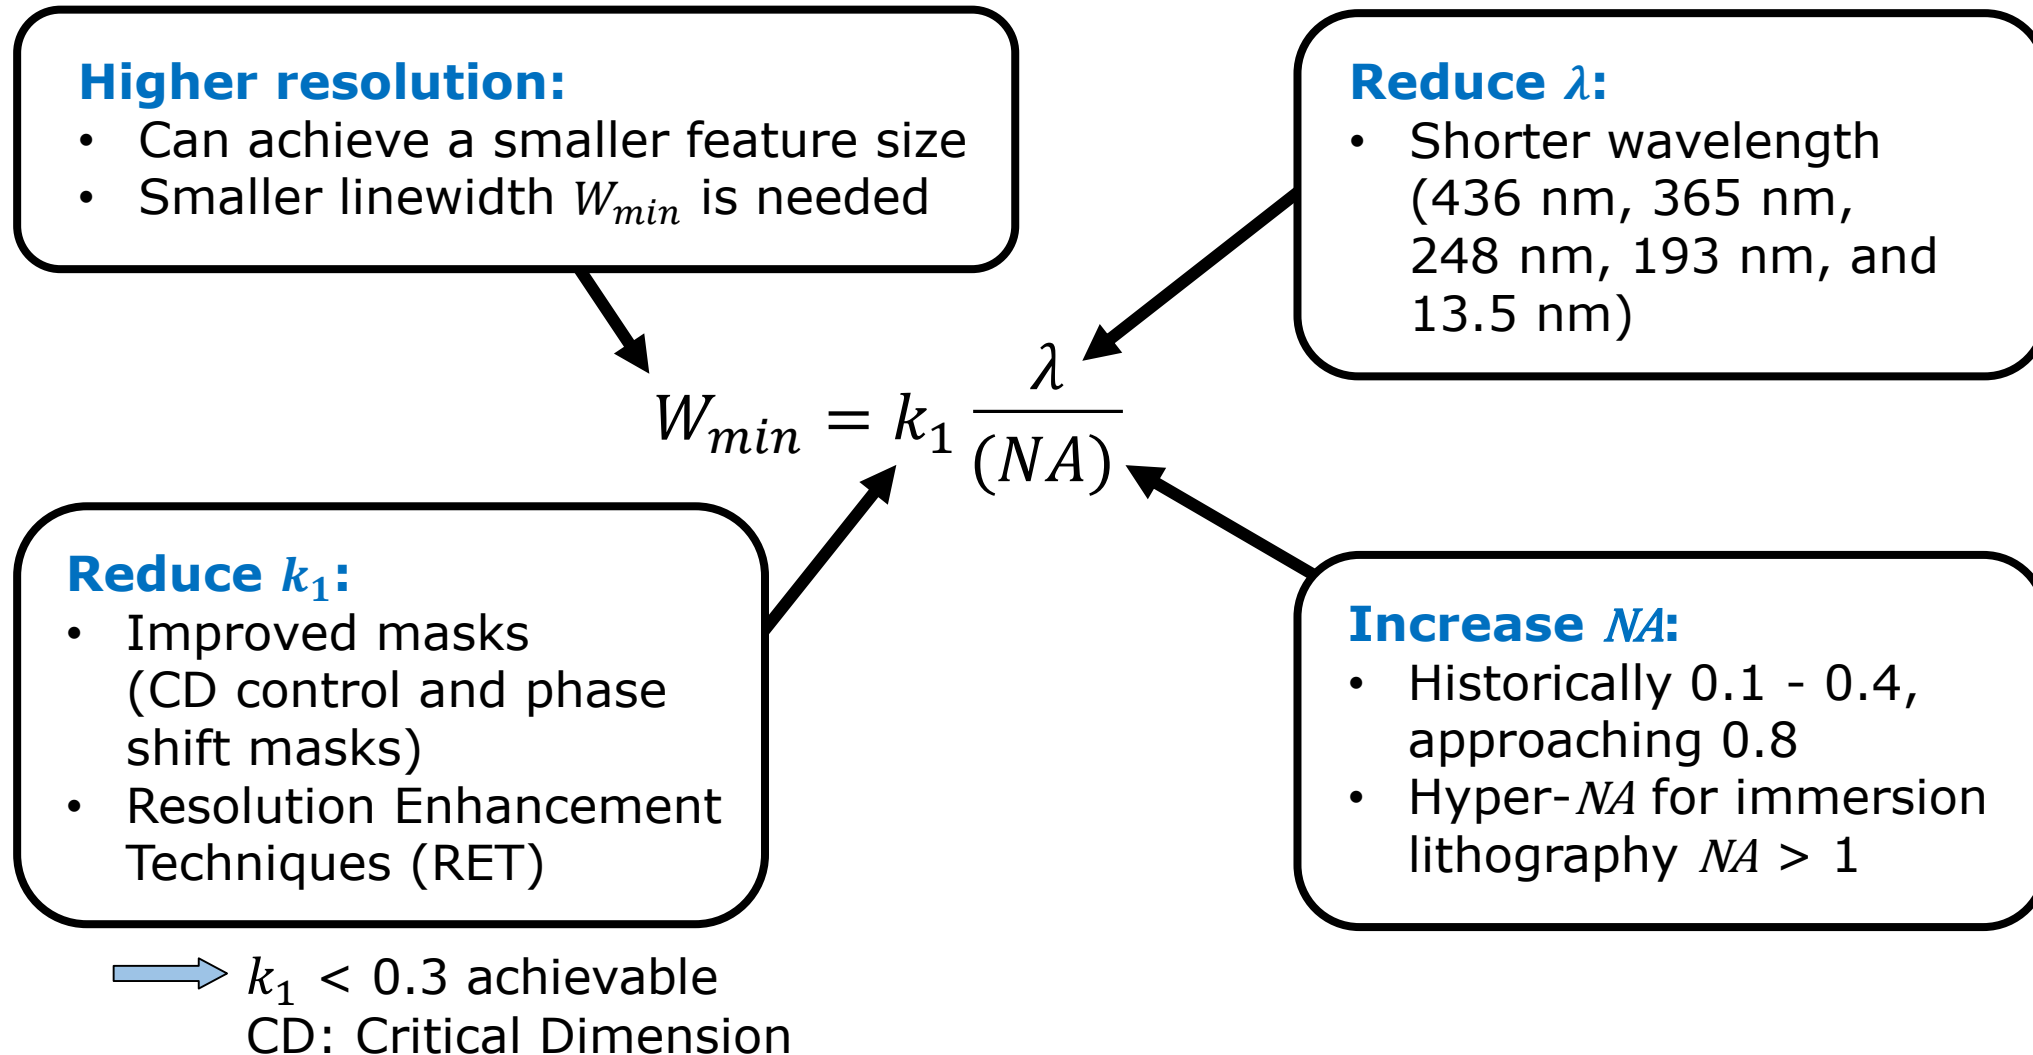 Higher resolution:
• Can achieve a smaller feature size
• Smaller linewidth W_min is needed
Reduce λ:
• Shorter wavelength
(436 nm, 365 nm,
248 nm, 193 nm, and
13.5 nm)
W_min = k_1 λ/(NA)
Reduce k_1:
• Improved masks
(CD control and phase
shift masks)
• Resolution Enhancement
Techniques (RET)
Increase NA:
• Historically 0.1 - 0.4,
approaching 0.8
• Hyper-NA for immersion
lithography NA > 1
k_1 < 0.3 achievable
CD: Critical Dimension